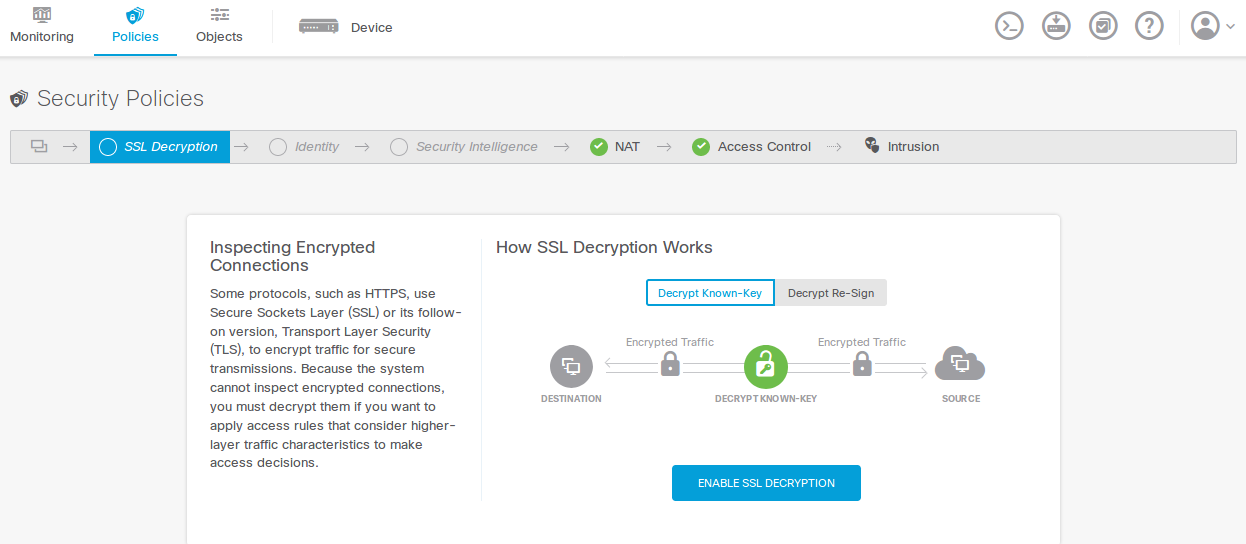 Monitoring
Policies
Objects
Device
Security Policies
SSL Decryption
Identity
Security Intelligence
NAT
Access Control
Intrusion
Inspecting Encrypted
Connections
Some protocols, such as HTTPS, use
Secure Sockets Layer (SSL) or its follow-
on version, Transport Layer Security
(TLS), to encrypt traffic for secure
transmissions. Because the system
cannot inspect encrypted connections,
you must decrypt them if you want to
apply access rules that consider higher-
layer traffic characteristics to make
access decisions.
How SSL Decryption Works
Decrypt Known-Key
Decrypt Re-Sign
Encrypted Traffic
Encrypted Traffic
DESTINATION
DECRYPT KNOWN-KEY
SOURCE
ENABLE SSL DECRYPTION